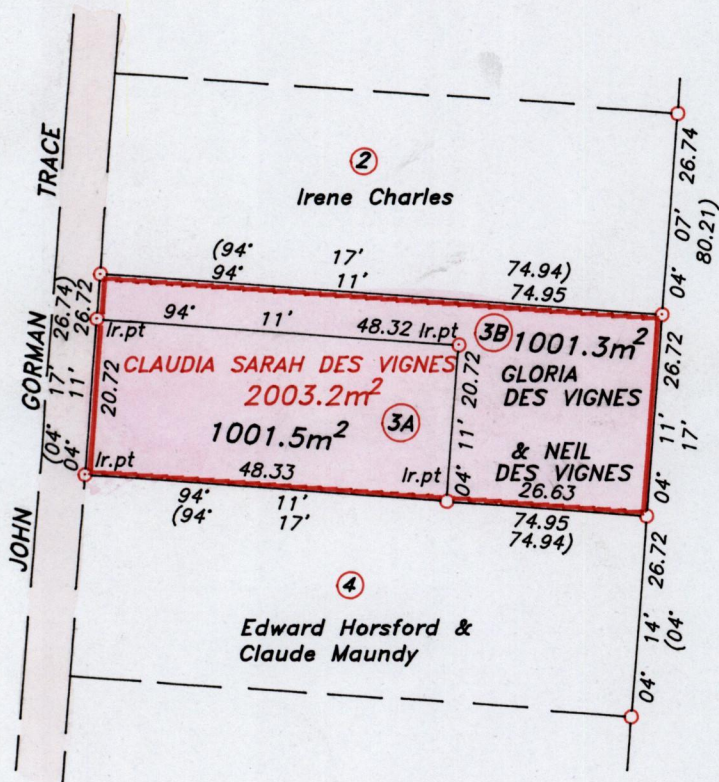 26.74
80.21)
04° 07'
TRACE
2
Irene Charles
(94° 17' 74.94)
94° 11' 74.95
26.74)
26.72
Ir.pt 94° 11' 48.32 Ir.pt
3B 1001.3m²
GLORIA
DES VIGNES
& NEIL
DES VIGNES
26.63
26.72
04° 11'
17'
GORMAN
(04° 17'
04° 11'
20.72
CLAUDIA SARAH DES VIGNES
2003.2m²
3A
1001.5m²
20.72
04° 11'
Ir.pt 48.33 Ir.pt
94° 11' 74.95
(94° 17' 74.94)
JOHN
4
Edward Horsford &
Claude Maundy
26.72
04° 14'
(04°